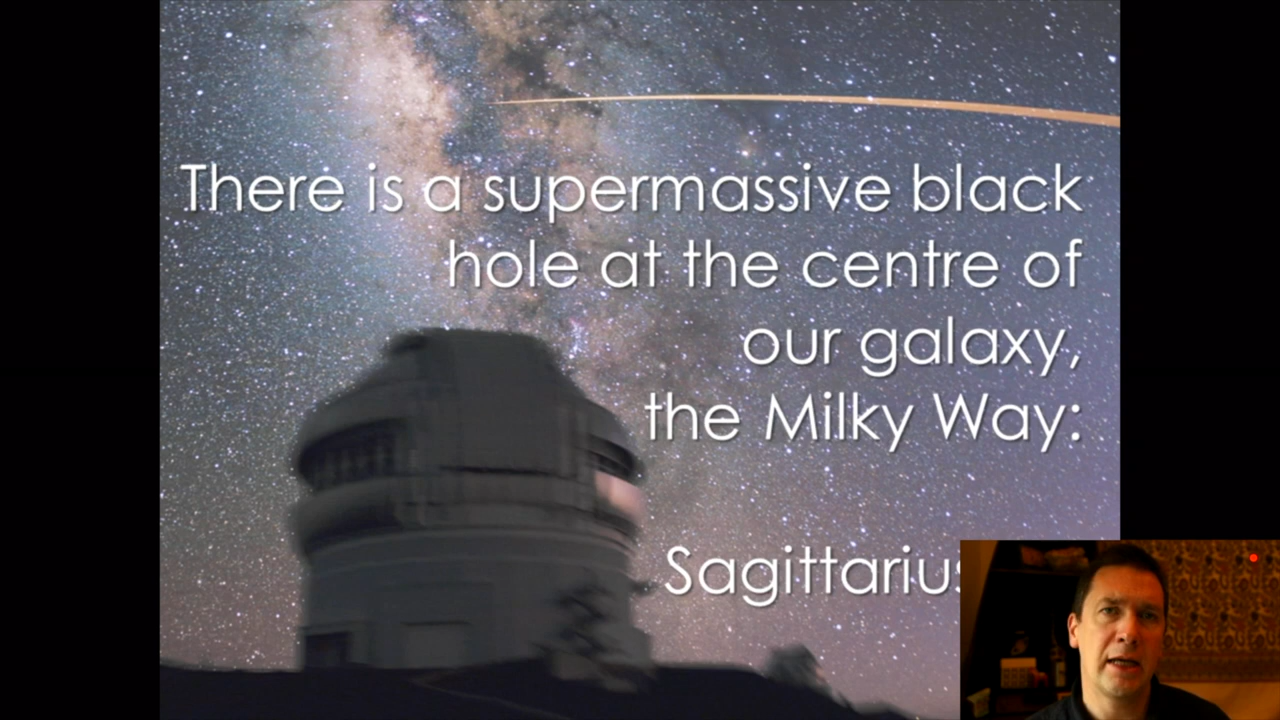 There is a supermassive black
hole at the centre of
our galaxy,
the Milky Way:
Sagittarius